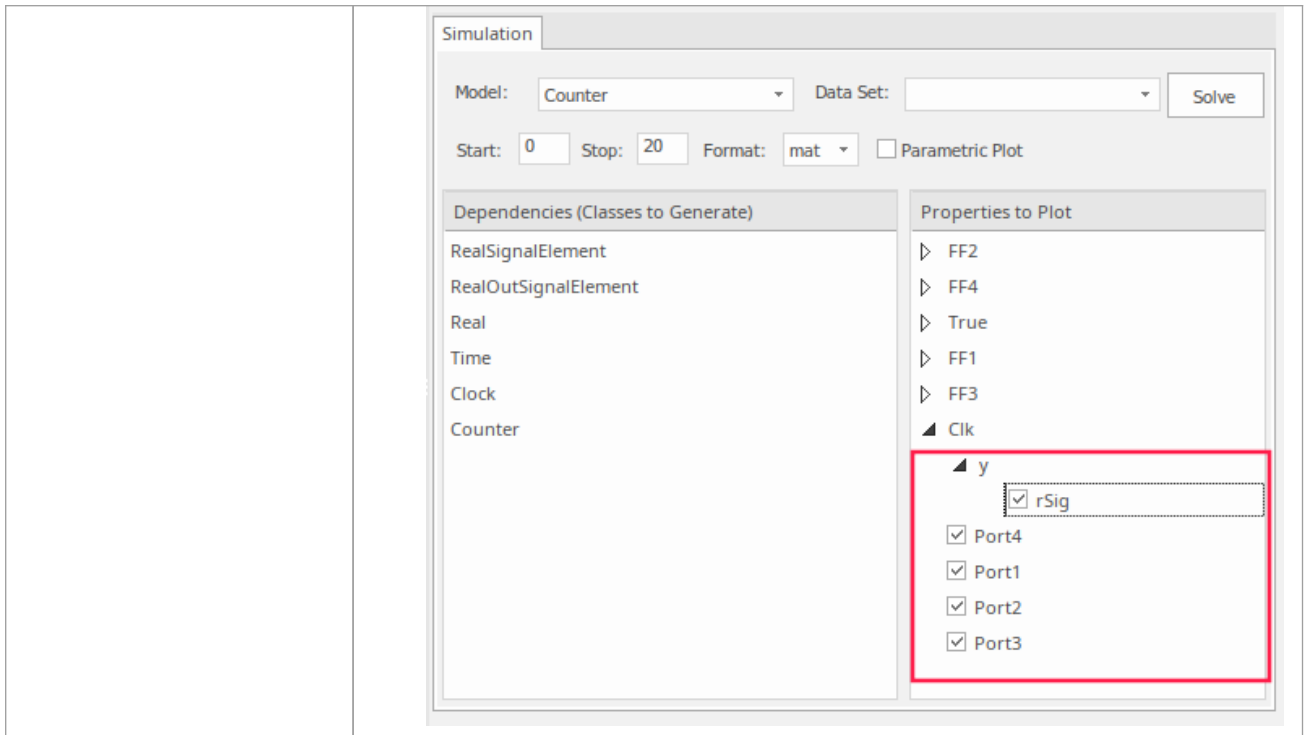 Simulation
Model: Counter Data Set: Solve
Start: 0 Stop: 20 Format: mat Parametric Plot
Dependencies (Classes to Generate)
RealSignalElement
RealOutSignalElement
Real
Time
Clock
Counter
Properties to Plot
FF2
FF4
True
FF1
FF3
Clk
y
rSig
Port4
Port1
Port2
Port3